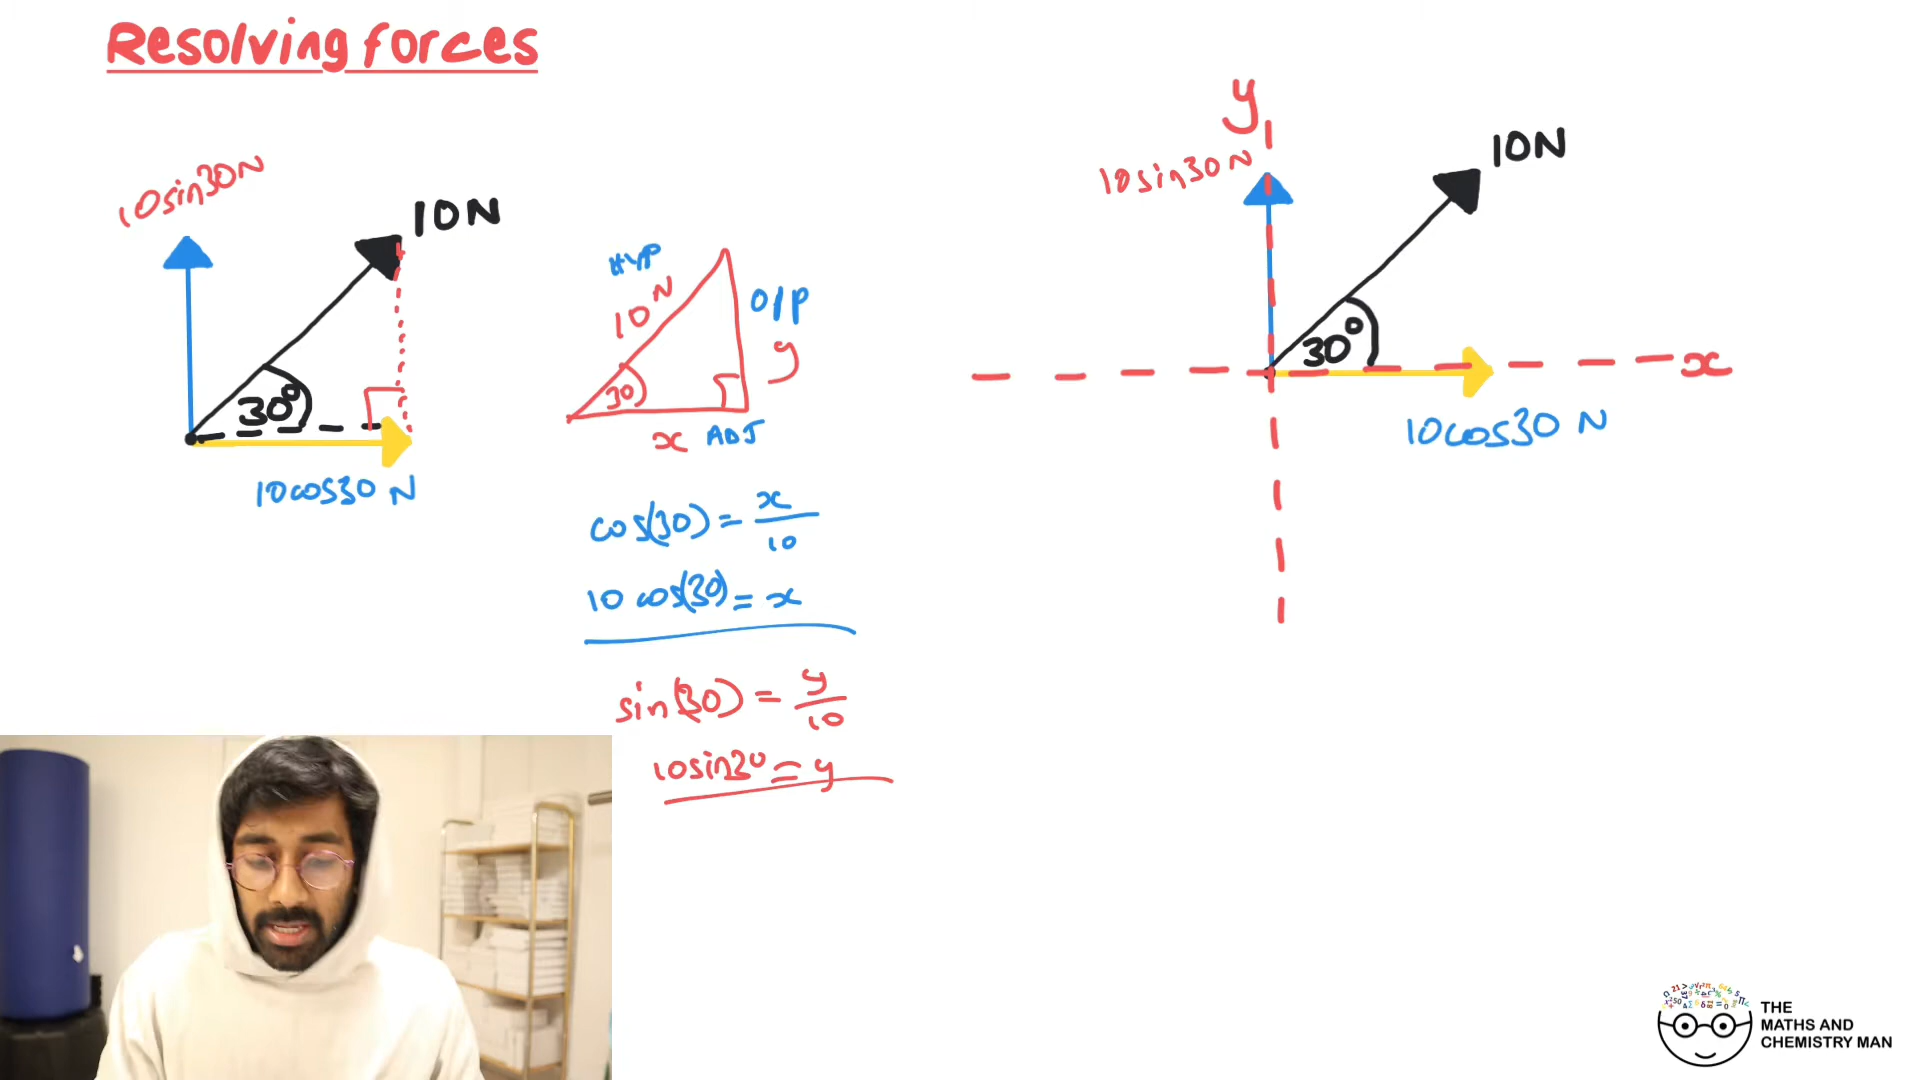 Resolving forces
10sin30N
10N
30°
10cos30 N
HYP
10N
O/P
y
30
x ADJ
cos(30) = x/10
10 cos(30) = x
sin(30) = y/10
10sin30 = y
y
10sin30 N
10N
30°
x
10cos30 N
THE
MATHS AND
CHEMISTRY MAN